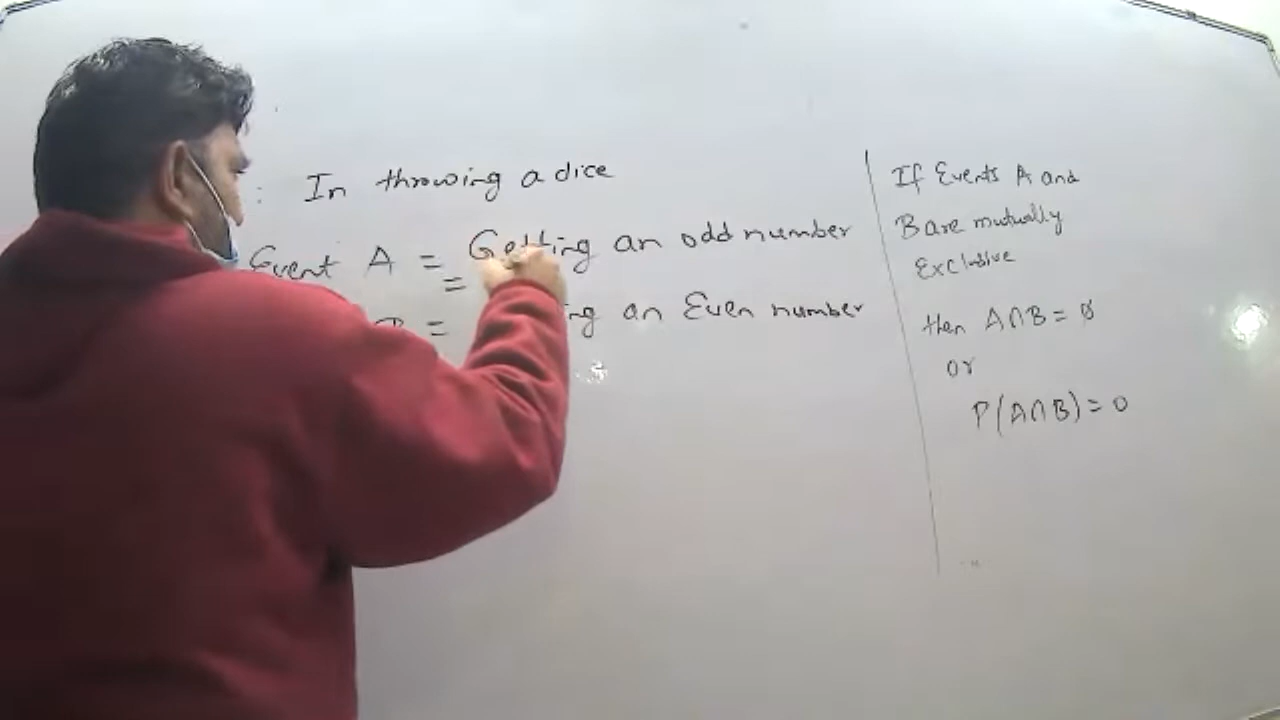 : In throwing a dice
Event A = Getting an odd number
=
B = ng an Even number
If Events A and
B are mutually
Exclusive
then A∩B = ø
or
P(A∩B) = 0